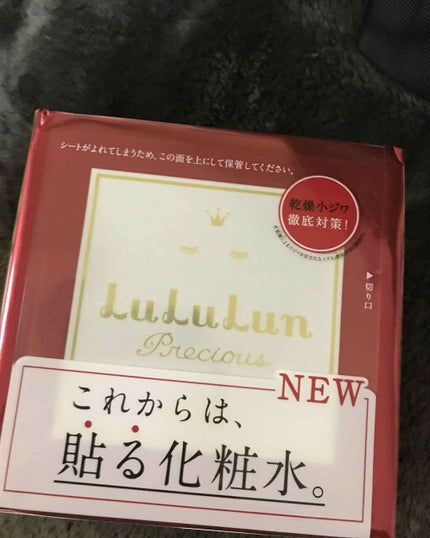 シートがよれてしまうため、この面を上にして保管してください。
乾燥小ジワ
徹底対策!
▶切り口
LuLuLun
Precious
NEW
これからは、
貼る化粧水。